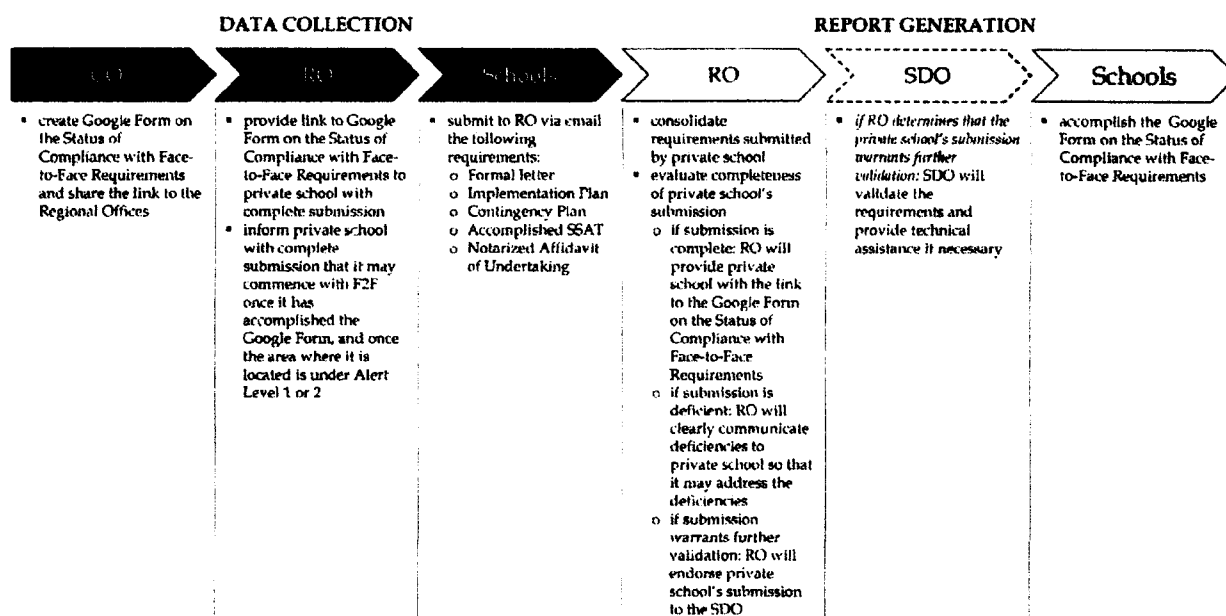 DATA COLLECTION
REPORT GENERATION
CO
RO
Schools
RO
SDO
Schools
▪ create Google Form on
the Status of
Compliance with Face-
to-Face Requirements
and share the link to the
Regional Offices
▪ provide link to Google
Form on the Status of
Compliance with Face-
to-Face Requirements to
private school with
complete submission
▪ inform private school
with complete
submission that it may
commence with F2F
once it has
accomplished the
Google Form, and once
the area where it is
located is under Alert
Level 1 or 2
▪ submit to RO via email
the following
requirements:
o Formal letter
o Implementation Plan
o Contingency Plan
o Accomplished SSAT
o Notarized Affidavit
of Undertaking
▪ consolidate
requirements submitted
by private school
▪ evaluate completeness
of private school's
submission
o if submission is
complete: RO will
provide private
school with the link
to the Google Form
on the Status of
Compliance with
Face-to-Face
Requirements
o if submission is
deficient: RO will
clearly communicate
deficiencies to
private school so that
it may address the
deficiencies
o if submission
warrants further
validation: RO will
endorse private
school's submission
to the SDO
▪ if RO determines that the
private school's submission
warrants further
validation: SDO will
validate the
requirements and
provide technical
assistance if necessary
▪ accomplish the Google
Form on the Status of
Compliance with Face-
to-Face Requirements